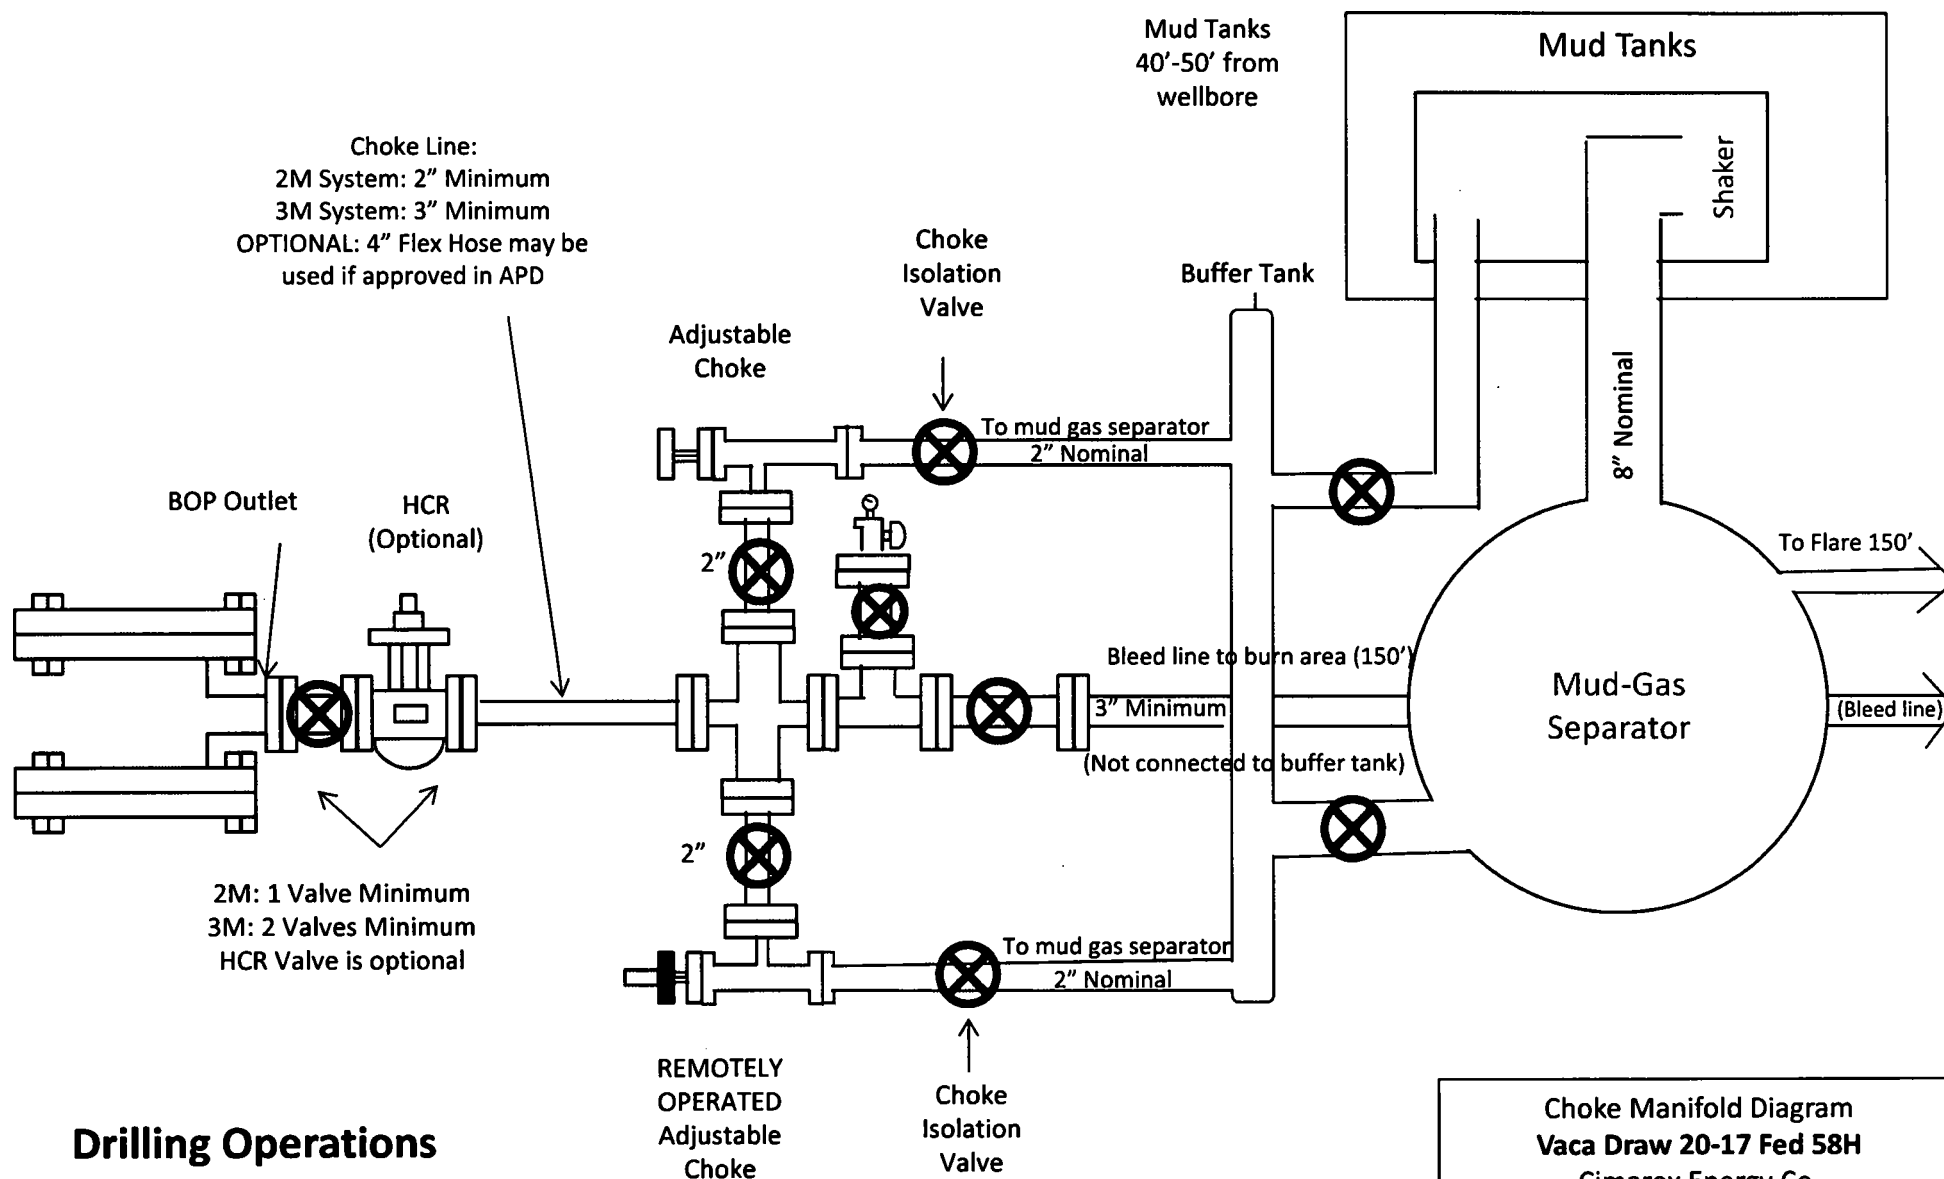 Mud Tanks
40'-50' from
wellbore
Mud Tanks
Shaker
Choke Line:
2M System: 2” Minimum
3M System: 3” Minimum
OPTIONAL: 4” Flex Hose may be
used if approved in APD
Choke
Isolation
Valve
Buffer Tank
Adjustable
Choke
8” Nominal
To mud gas separator
2” Nominal
BOP Outlet
HCR
(Optional)
2”
To Flare 150'
Bleed line to burn area (150')
3” Minimum
(Not connected to buffer tank)
Mud-Gas
Separator
(Bleed line)
2”
2M: 1 Valve Minimum
3M: 2 Valves Minimum
HCR Valve is optional
To mud gas separator
2” Nominal
REMOTELY
OPERATED
Adjustable
Choke
Choke
Isolation
Valve
Drilling Operations
Choke Manifold Diagram
Vaca Draw 20-17 Fed 58H
Cimarex Energy Co.